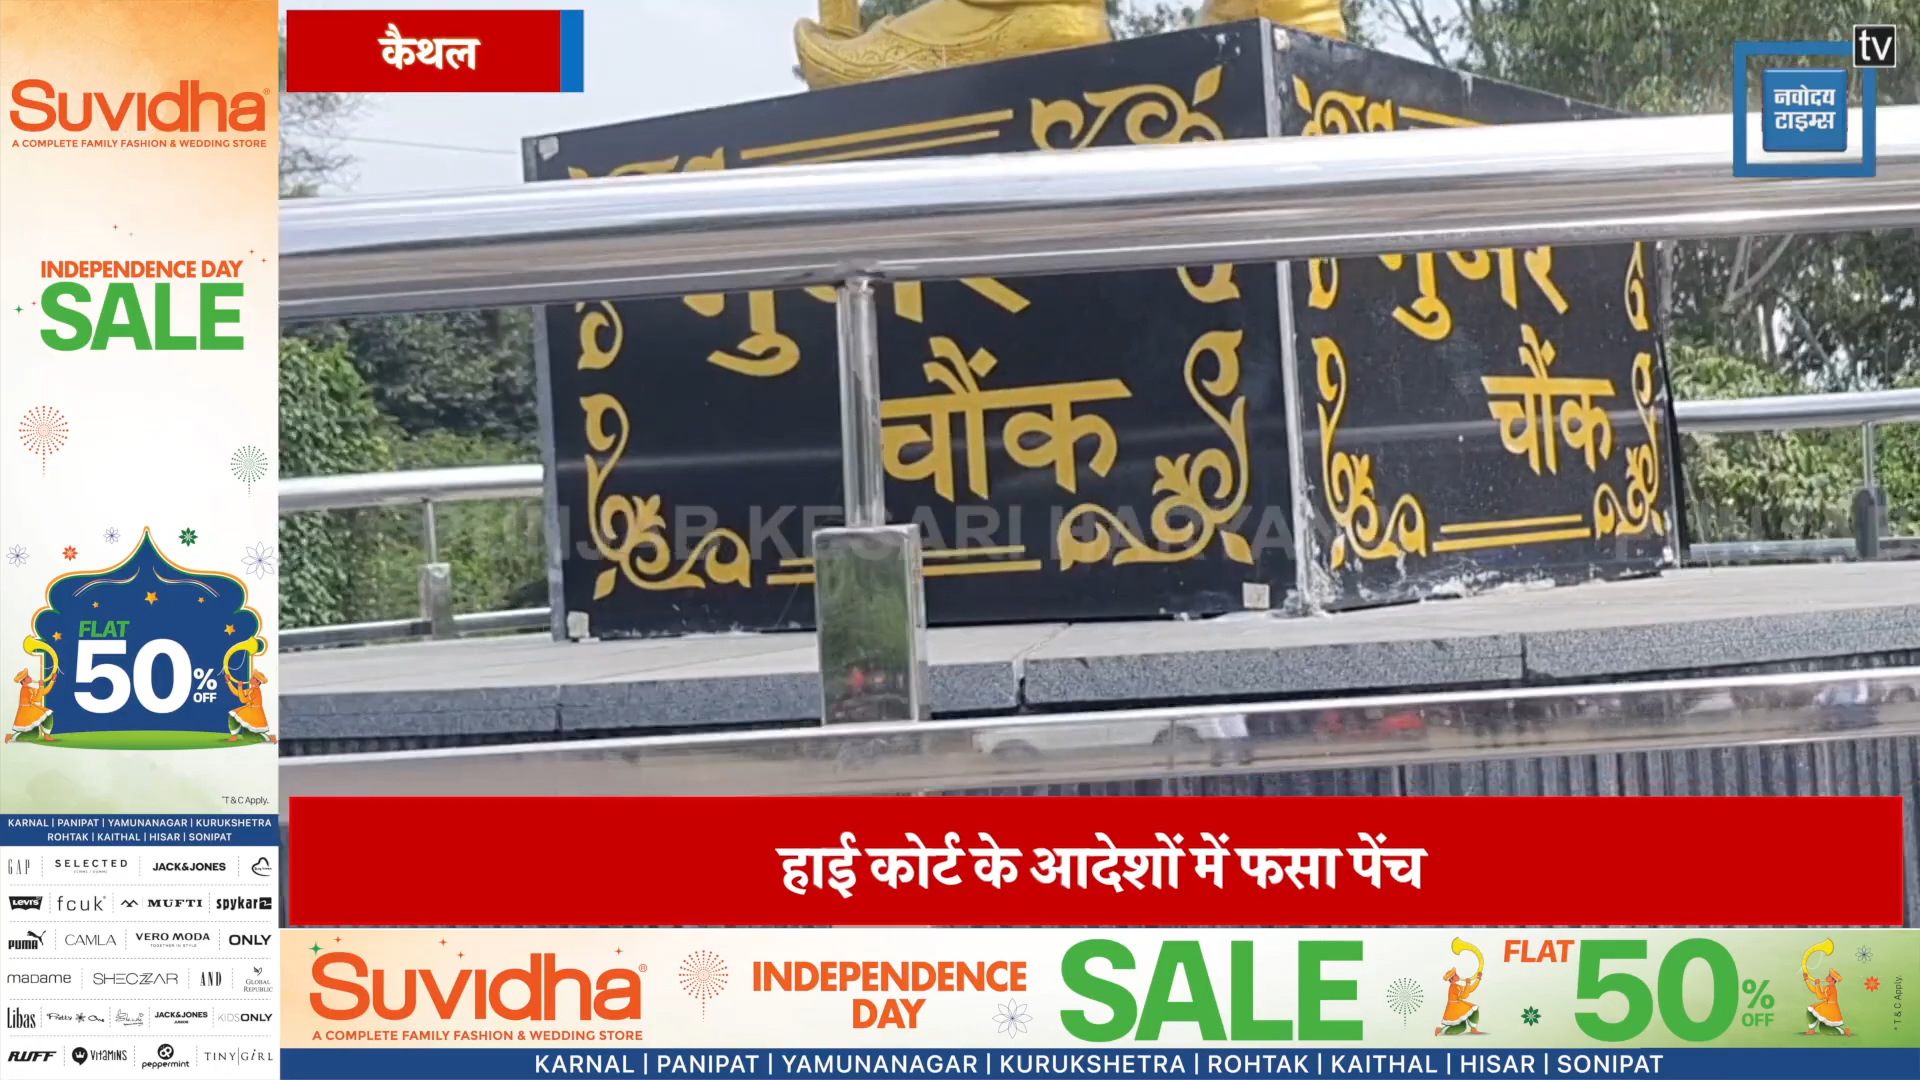 Suvidha
A COMPLETE FAMILY FASHION & WEDDING STORE
INDEPENDENCE DAY
SALE
FLAT
50%
OFF
*T & C Apply.
KARNAL | PANIPAT | YAMUNANAGAR | KURUKSHETRA
ROHTAK | KAITHAL | HISAR | SONIPAT
GAP SELECTED JACK&JONES
LEVI'S fcuk MUFTI spykar
PUMA CAMLA VERO MODA ONLY
madame SHECZZAR AND GLOBAL REPUBLIC
Libas JACK&JONES JUNIOR KIDSONLY
RUFF VITAMINS peppermint TINY GIRL
कैथल
tv
नवोदय
टाइम्स
चौंक
चौंक
हाई कोर्ट के आदेशों में फसा पेंच
Suvidha
A COMPLETE FAMILY FASHION & WEDDING STORE
INDEPENDENCE
DAY
SALE
FLAT
50%
OFF
*T & C Apply.
KARNAL | PANIPAT | YAMUNANAGAR | KURUKSHETRA | ROHTAK | KAITHAL | HISAR | SONIPAT